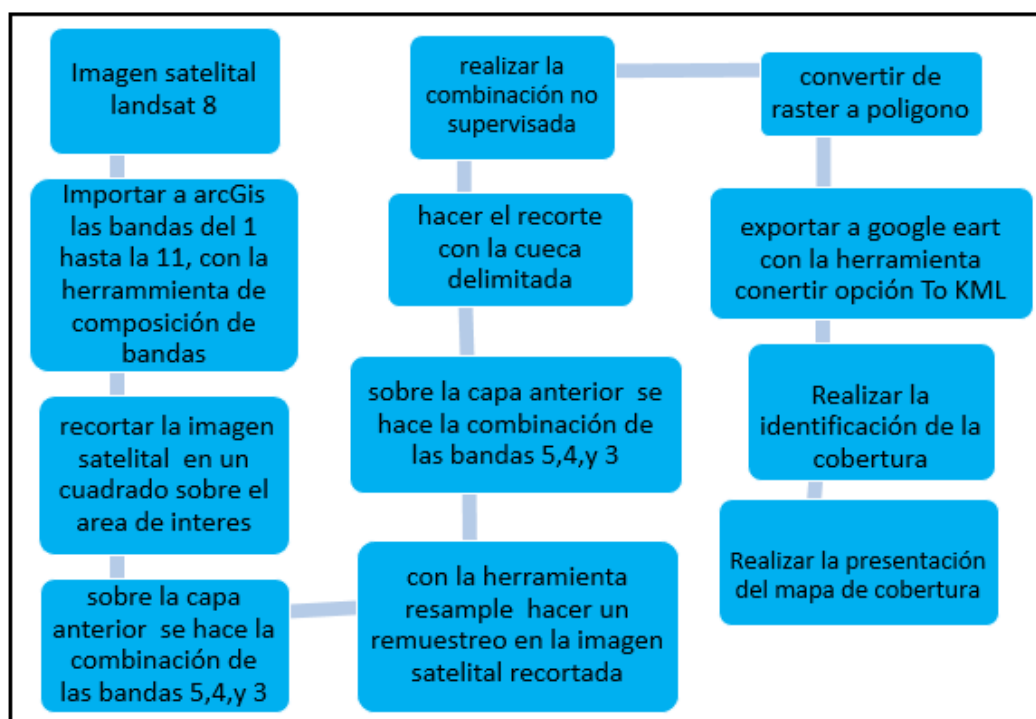 Imagen satelital
landsat 8
Importar a arcGis
las bandas del 1
hasta la 11, con la
herrammienta de
composición de
bandas
recortar la imagen
satelital en un
cuadrado sobre el
area de interes
sobre la capa
anterior se hace la
combinación de
las bandas 5,4,y 3
con la herramienta
resample hacer un
remuestreo en la imagen
satelital recortada
sobre la capa anterior se
hace la combinación de
las bandas 5,4,y 3
hacer el recorte
con la cueca
delimitada
realizar la
combinación no
supervisada
convertir de
raster a poligono
exportar a google eart
con la herramienta
conertir opción To KML
Realizar la
identificación de la
cobertura
Realizar la presentación
del mapa de cobertura